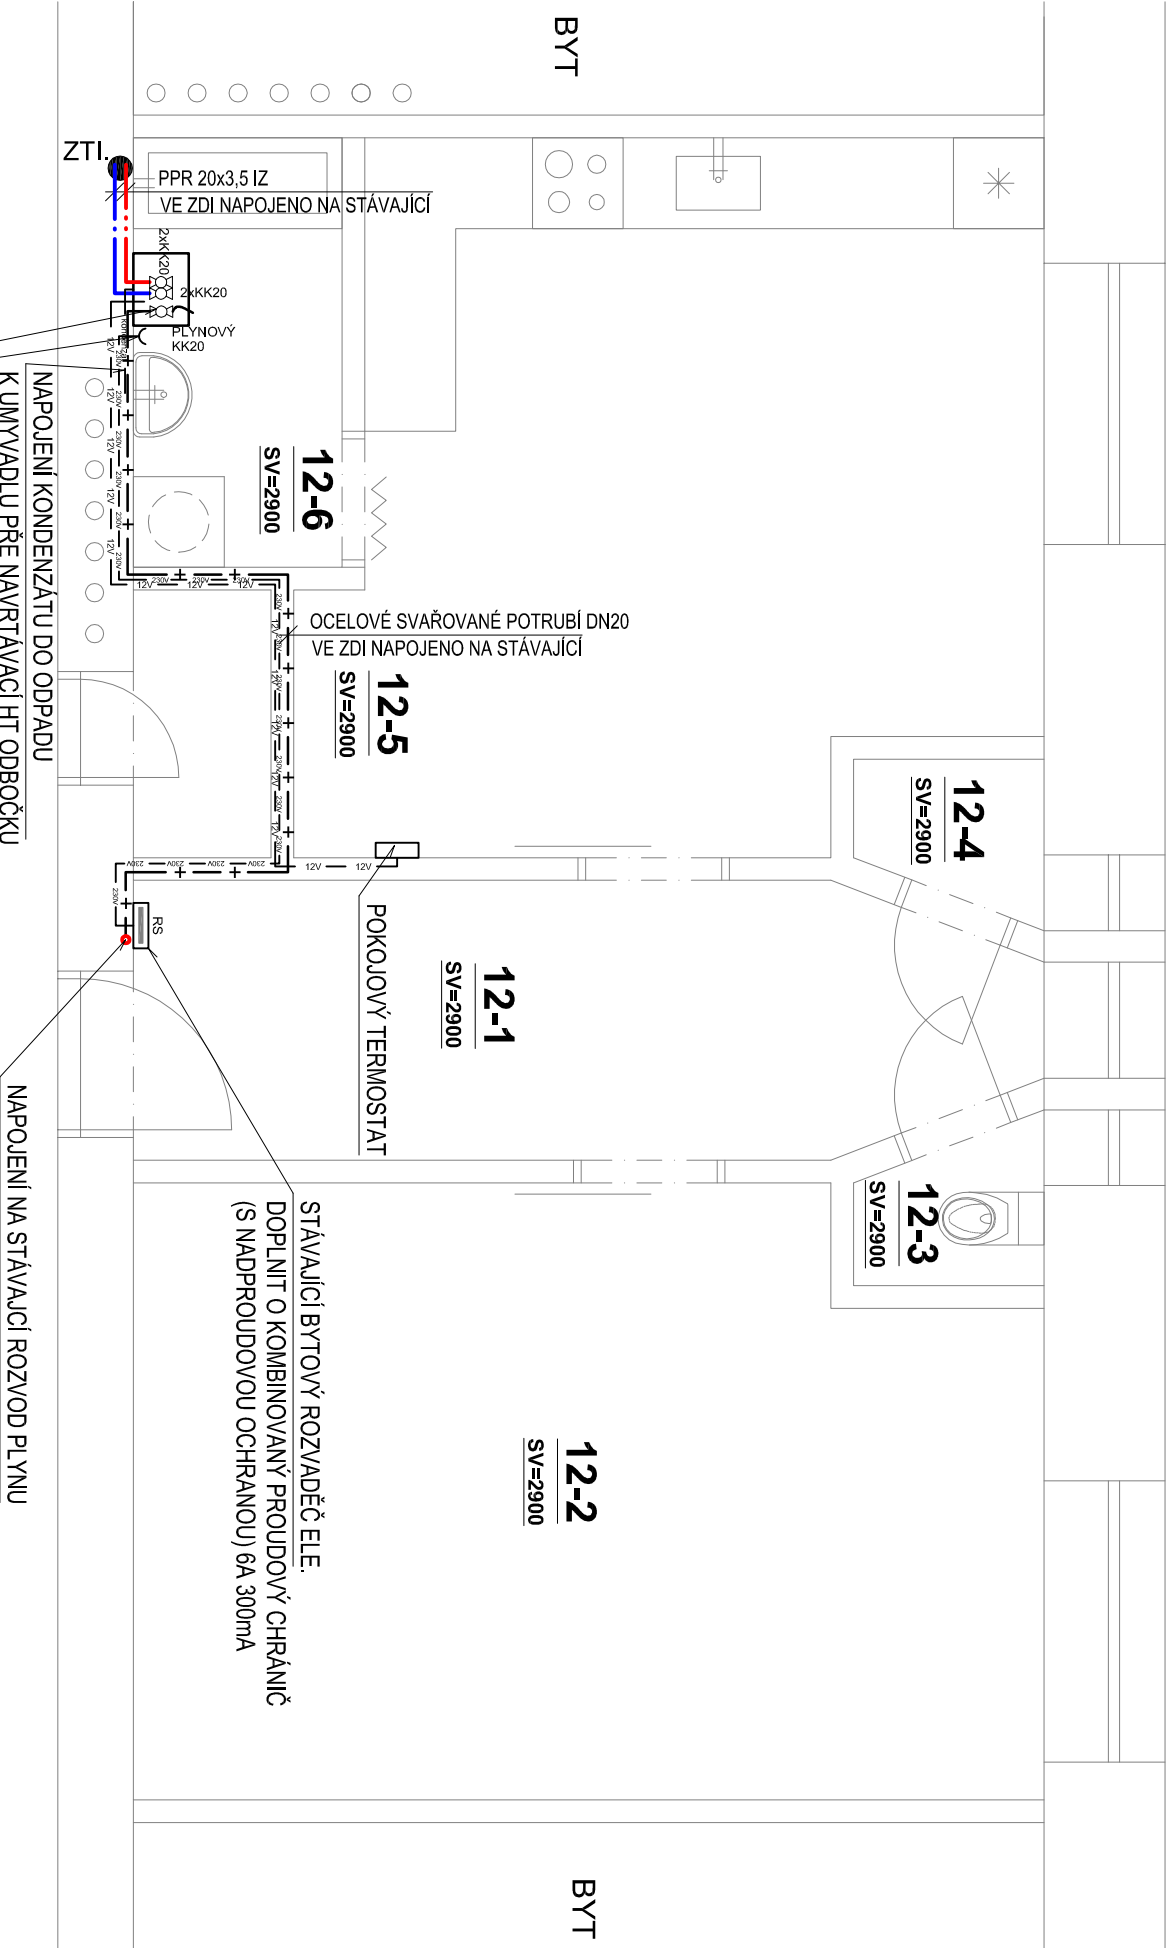 BYT
ZTI.
PPR 20x3,5 IZ
VE ZDI NAPOJENO NA STÁVAJÍCÍ
2xKK20
2xKK20
PLYNOVÝ
KK20
NAPOJENÍ KONDENZÁTU DO ODPADU
K UMYVADLU PŘE NAVRTÁVACÍ HT ODBOČKU
12-6
SV=2900
OCELOVÉ SVAŘOVANÉ POTRUBÍ DN20
VE ZDI NAPOJENO NA STÁVAJÍCÍ
12-5
SV=2900
12-4
SV=2900
230V
12V
12V
12V
RS
POKOJOVÝ TERMOSTAT
12-1
SV=2900
12-3
SV=2900
STÁVAJÍCÍ BYTOVÝ ROZVADĚČ ELE.
DOPLNIT O KOMBINOVANÝ PROUDOVÝ CHRÁNIČ
(S NADPROUDOVOU OCHRANOU) 6A 300mA
NAPOJENÍ NA STÁVAJCÍ ROZVOD PLYNU
12-2
SV=2900
BYT